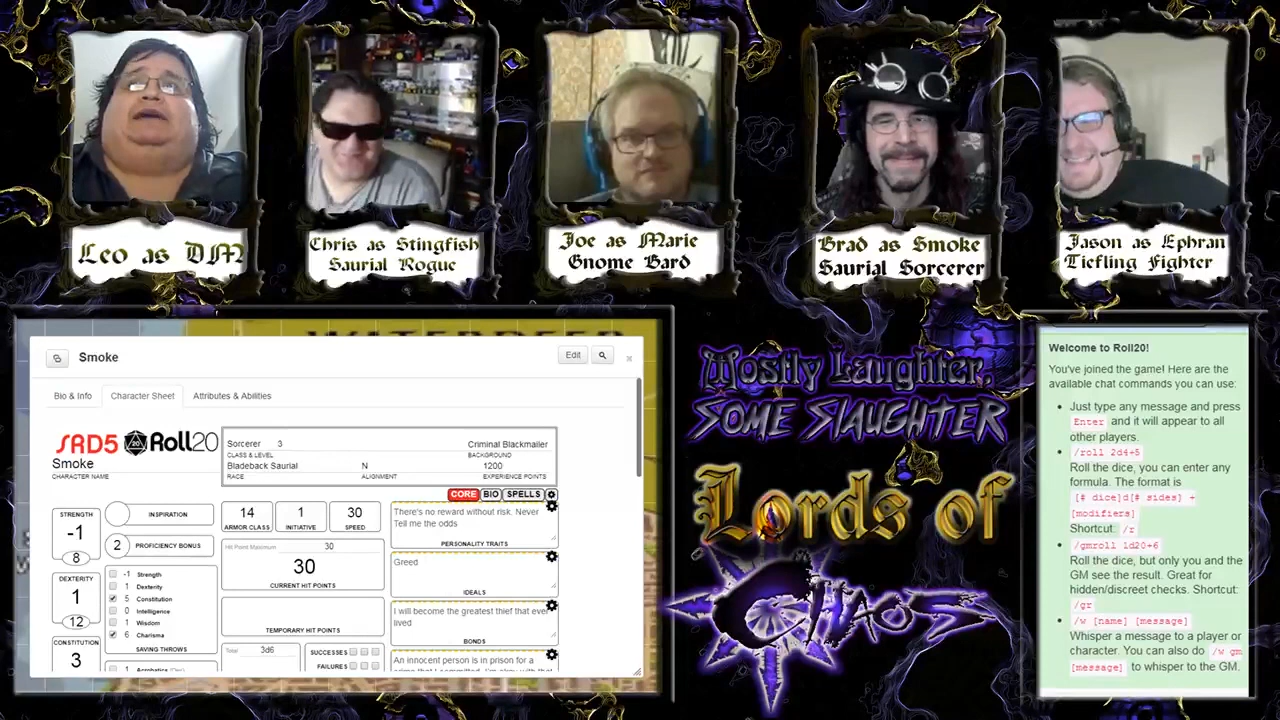 Leo as DM
Chris as Stingfish
Saurial Rogue
Joe as Marie
Gnome Bard
Brad as Smoke
Saurial Sorcerer
Jason as Ephran
Tiefling Fighter
WATERDEEP
Smoke
Edit
Bio & Info
Character Sheet
Attributes & Abilities
SRD5 Roll20
Smoke
CHARACTER NAME
Sorcerer 3
Criminal Blackmailer
CLASS & LEVEL
BACKGROUND
Bladeback Saurial
N
1200
RACE
ALIGNMENT
EXPERIENCE POINTS
CORE
BIO
SPELLS
STRENGTH
-1
8
DEXTERITY
1
12
CONSTITUTION
3
INSPIRATION
2 PROFICIENCY BONUS
-1 Strength
1 Dexterity
5 Constitution
0 Intelligence
1 Wisdom
6 Charisma
SAVING THROWS
14
ARMOR CLASS
1
INITIATIVE
30
SPEED
Hit Point Maximum 30
30
CURRENT HIT POINTS
TEMPORARY HIT POINTS
Total 3d6
SUCCESSES
FAILURES
There's no reward without risk. Never
Tell me the odds
PERSONALITY TRAITS
Greed
IDEALS
I will become the greatest thief that ever
lived
BONDS
An innocent person is in prison for a
Mostly Laughter,
Some Slaughter
Lords of
Chaos
Welcome to Roll20!
You've joined the game! Here are the
available chat commands you can use:
Just type any message and press
Enter and it will appear to all
other players.
/roll 2d4+5
Roll the dice, you can enter any
formula. The format is
[# dice]d[# sides] +
[modifiers]
Shortcut: /r
/gmroll 1d20+6
Roll the dice, but only you and the
GM see the result. Great for
hidden/discreet checks. Shortcut:
/gr
/w [name] [message]
Whisper a message to a player or
character. You can also do /w gm
[message] to whisper to the GM.